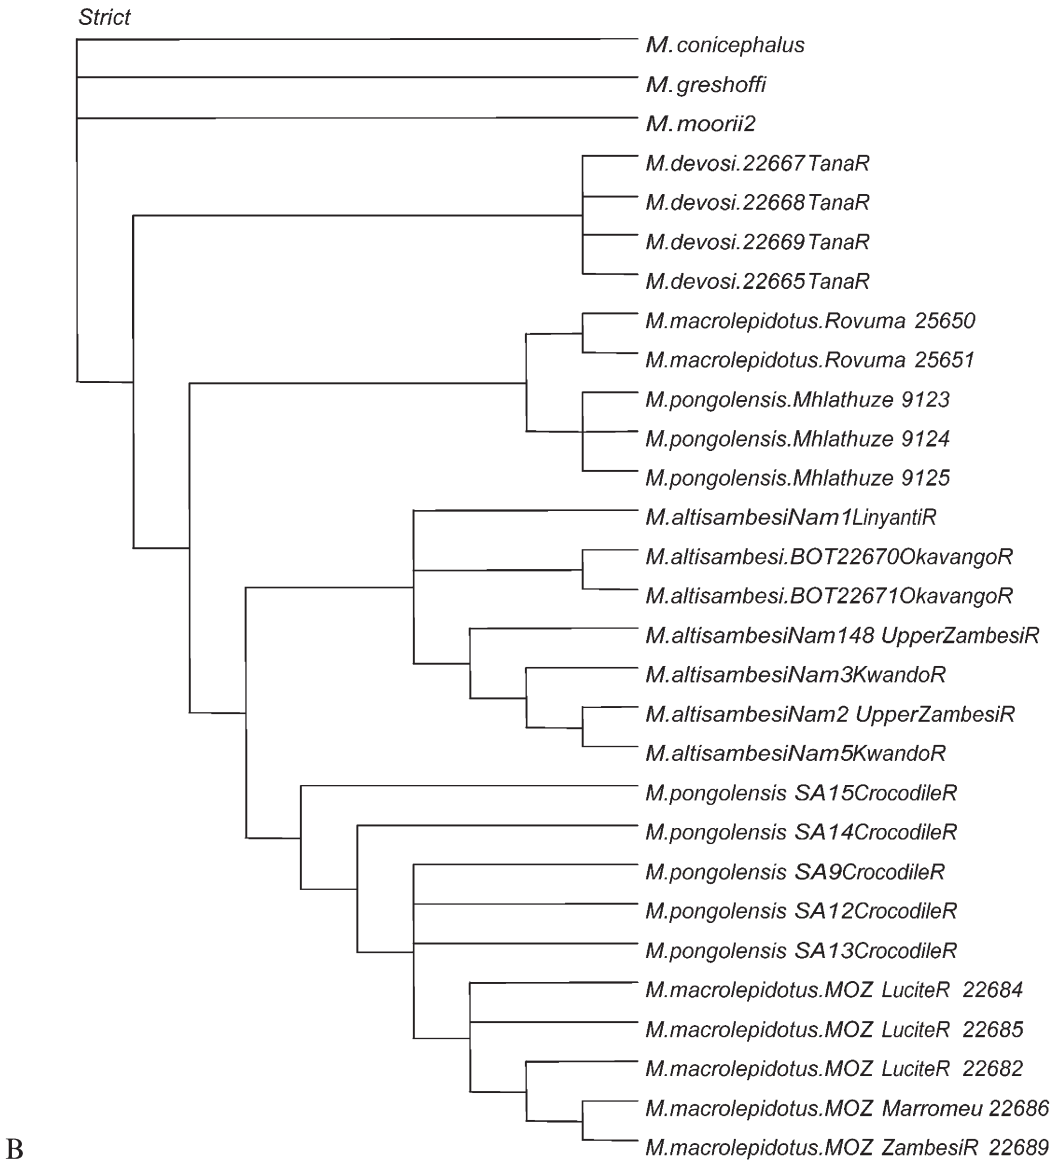 Strict
M.conicephalus
M.greshoffi
M.moorii2
M.devosi.22667TanaR
M.devosi.22668TanaR
M.devosi.22669TanaR
M.devosi.22665TanaR
M.macrolepidotus.Rovuma 25650
M.macrolepidotus.Rovuma 25651
M.pongolensis.Mhlathuze 9123
M.pongolensis.Mhlathuze 9124
M.pongolensis.Mhlathuze 9125
M.altisambesiNam1LinyantiR
M.altisambesi.BOT22670OkavangoR
M.altisambesi.BOT22671OkavangoR
M.altisambesiNam148 UpperZambesiR
M.altisambesiNam3KwandoR
M.altisambesiNam2 UpperZambesiR
M.altisambesiNam5KwandoR
M.pongolensis SA15CrocodileR
M.pongolensis SA14CrocodileR
M.pongolensis SA9CrocodileR
M.pongolensis SA12CrocodileR
M.pongolensis SA13CrocodileR
M.macrolepidotus.MOZ LuciteR 22684
M.macrolepidotus.MOZ LuciteR 22685
M.macrolepidotus.MOZ LuciteR 22682
M.macrolepidotus.MOZ Marromeu 22686
M.macrolepidotus.MOZ ZambesiR 22689
B